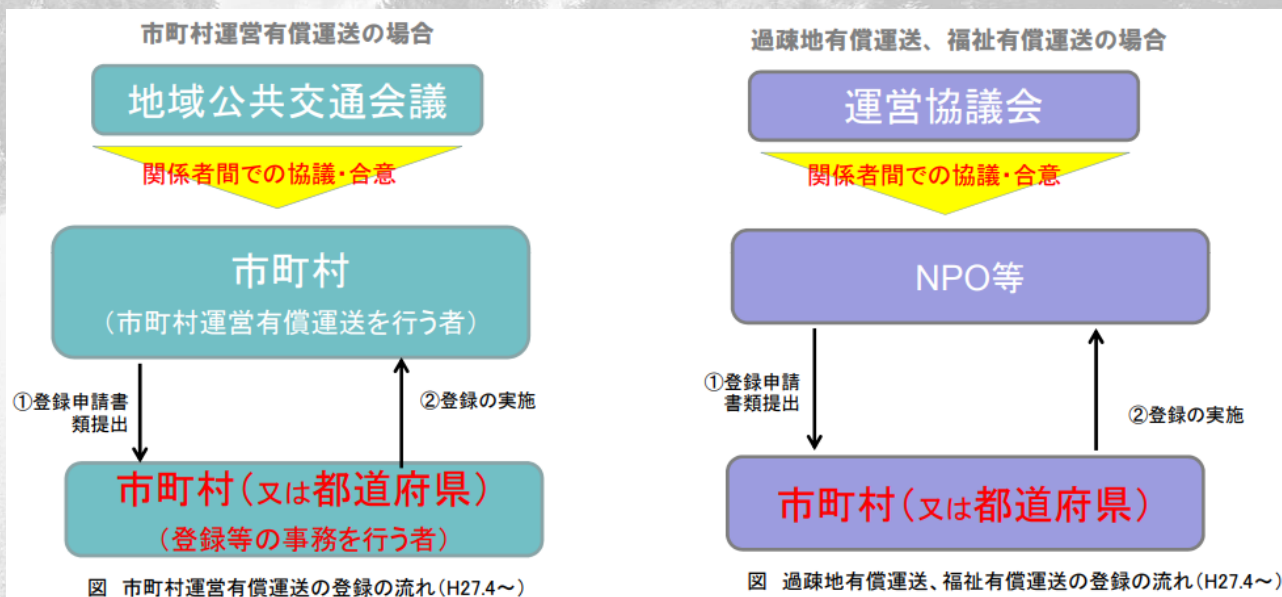 市町村運営有償運送の場合
地域公共交通会議
関係者間での協議・合意
市町村
（市町村運営有償運送を行う者）
①登録申請書
類提出
②登録の実施
市町村（又は都道府県）
（登録等の事務を行う者）
図 市町村運営有償運送の登録の流れ（H27.4～）
過疎地有償運送、福祉有償運送の場合
運営協議会
関係者間での協議・合意
NPO等
①登録申請
書類提出
②登録の実施
市町村（又は都道府県）
図 過疎地有償運送、福祉有償運送の登録の流れ（H27.4～）